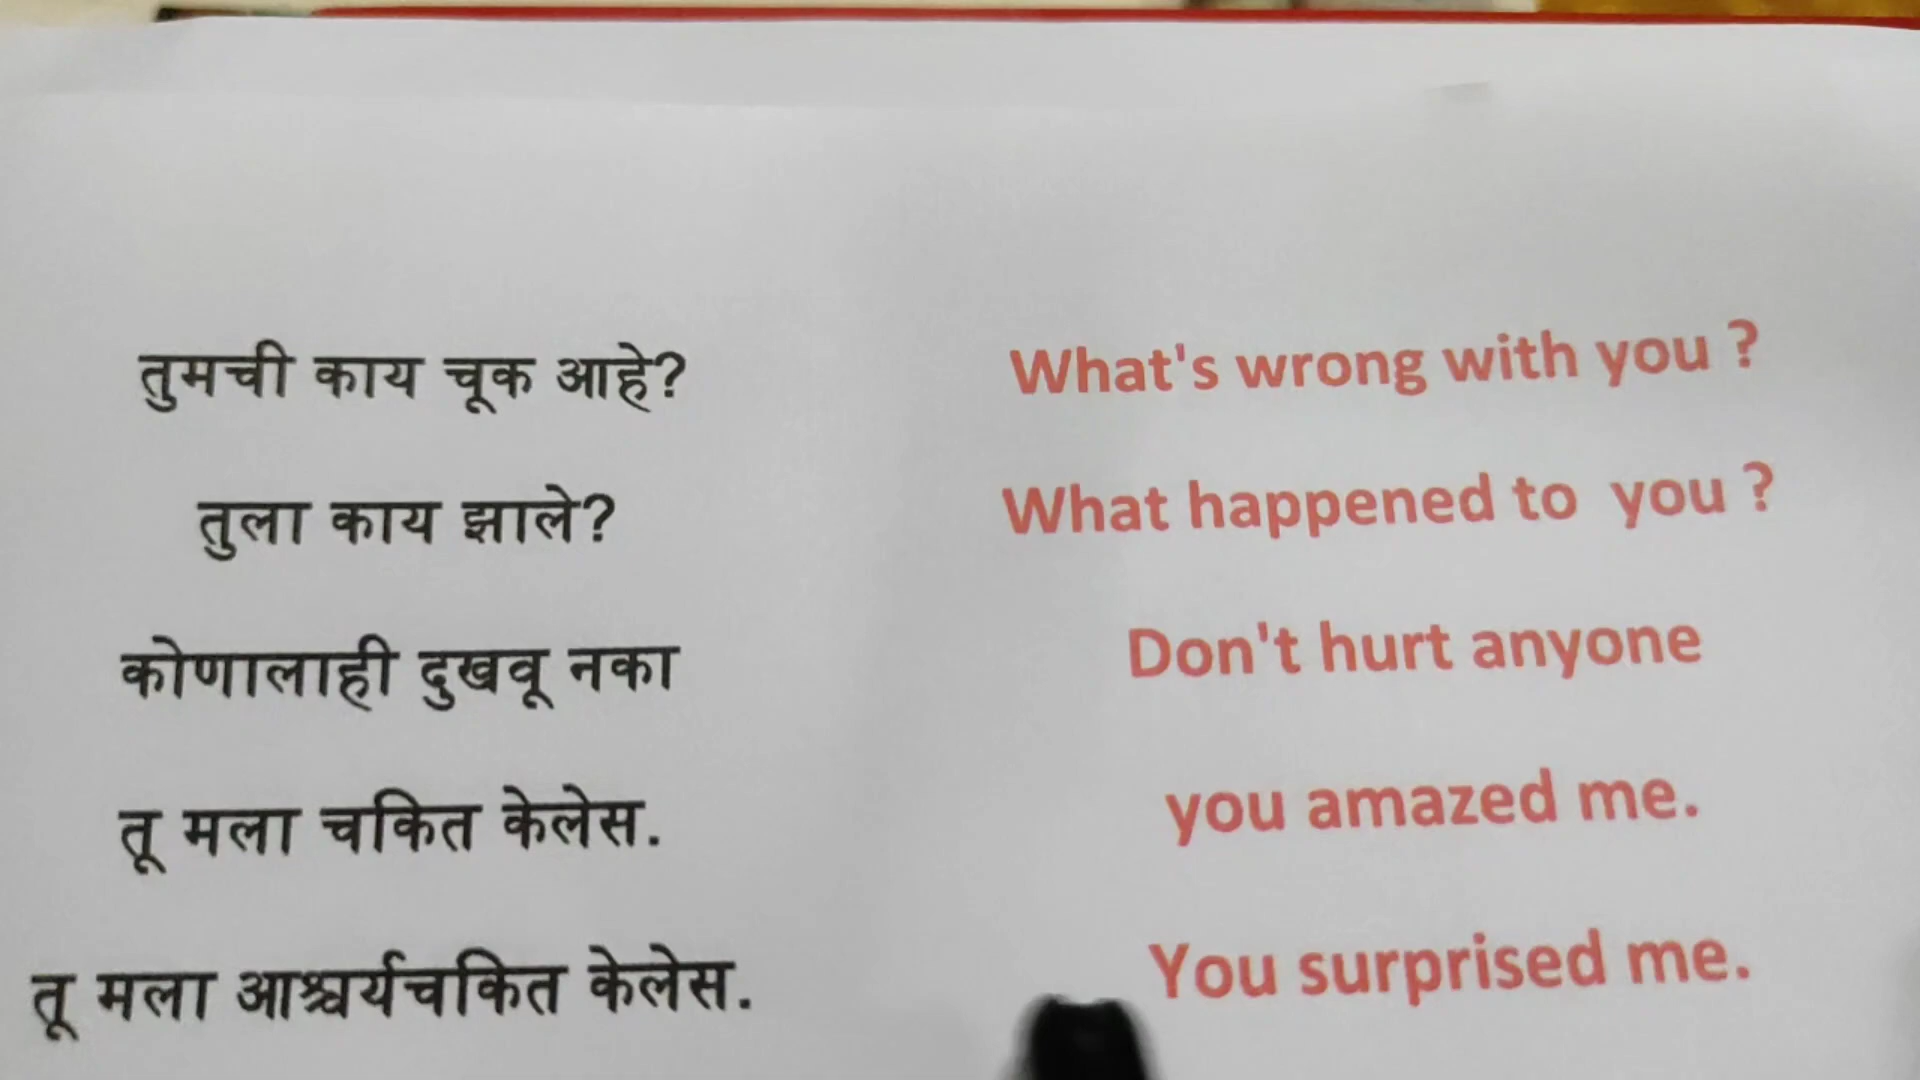 तुमची काय चूक आहे? What's wrong with you ?
तुला काय झाले? What happened to you ?
कोणालाही दुखवू नका Don't hurt anyone
तू मला चकित केलेस. you amazed me.
तू मला आश्चर्यचकित केलेस. You surprised me.